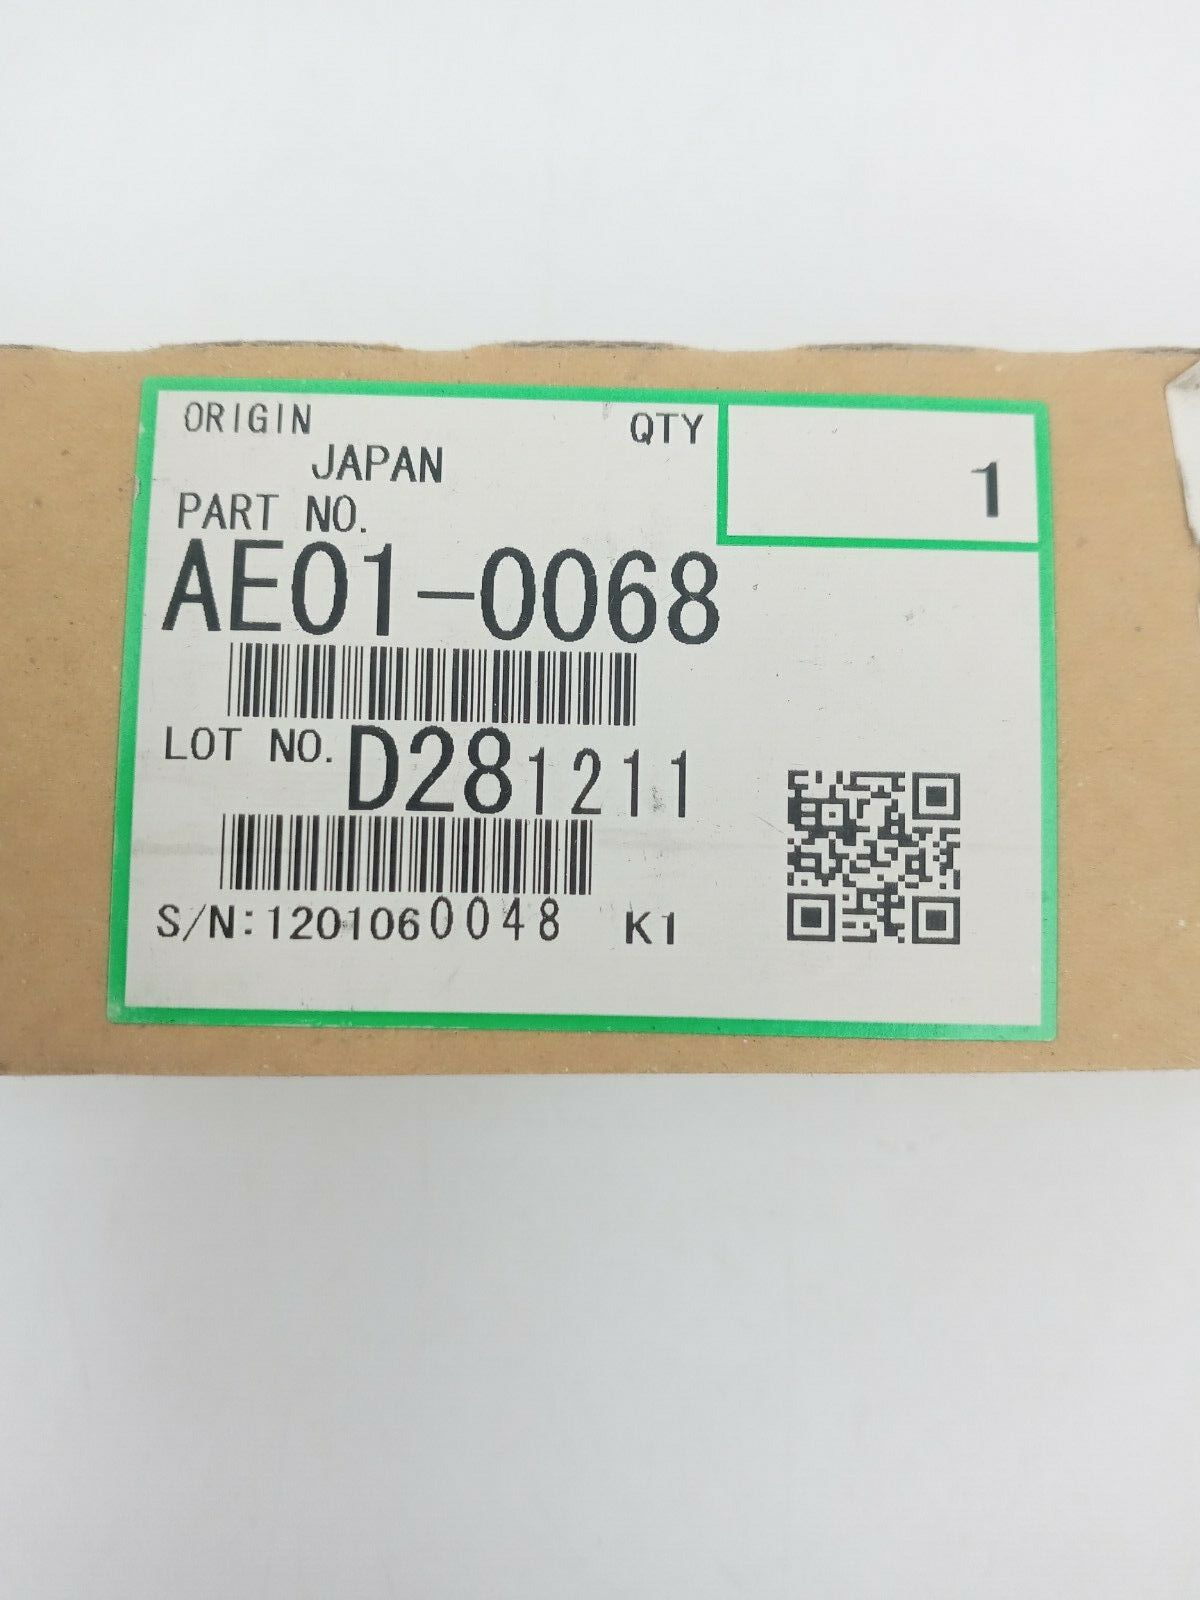 ORIGIN QTY
JAPAN 1
PART NO.
AE01-0068
LOT NO. D281211
S/N:1201060048 K1